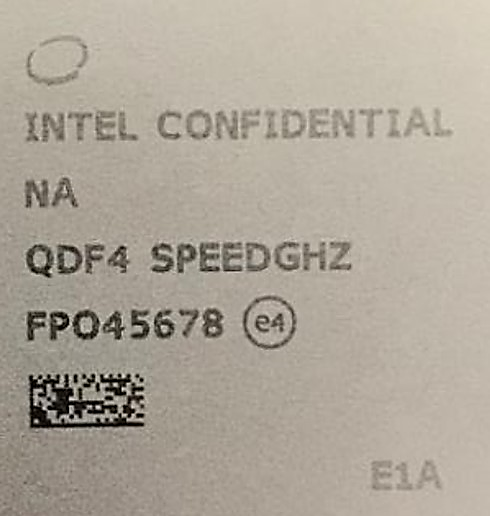 INTEL CONFIDENTIAL
NA
QDF4 SPEEDGHZ
FPO45678 e4
E1A